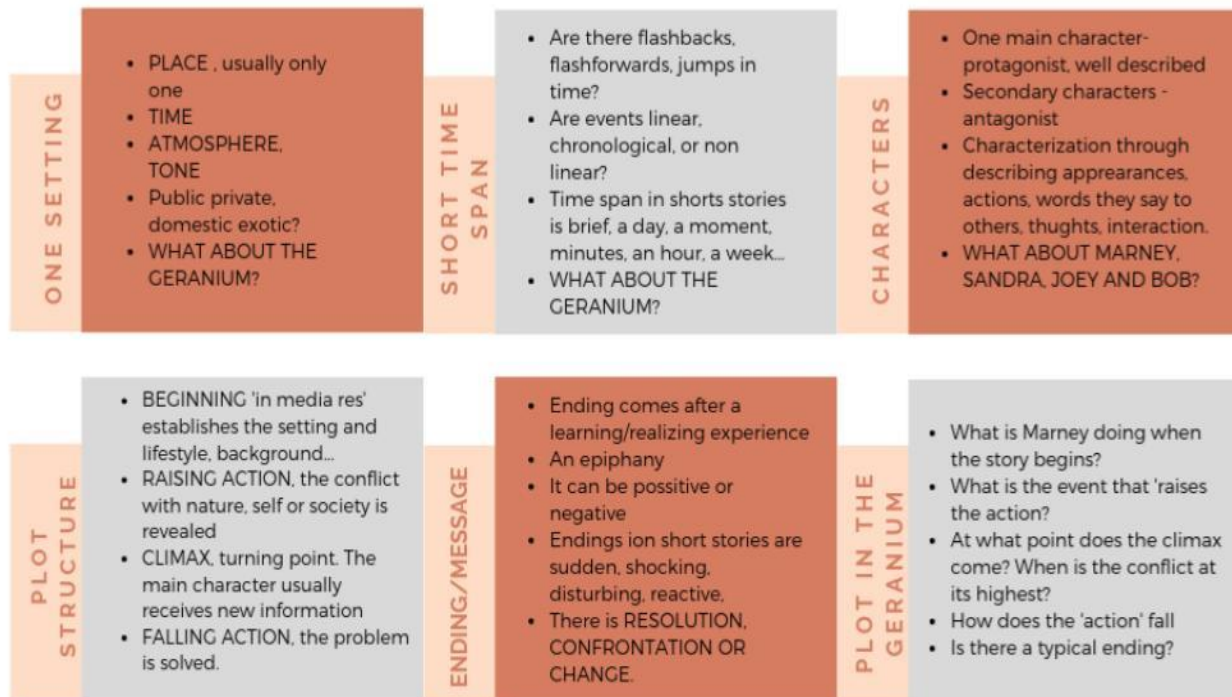 ONE SETTING
• PLACE , usually only
one
• TIME
• ATMOSPHERE,
TONE
• Public private,
domestic exotic?
• WHAT ABOUT THE
GERANIUM?
SHORT TIME
SPAN
• Are there flashbacks,
flashforwards, jumps in
time?
• Are events linear,
chronological, or non
linear?
• Time span in shorts stories
is brief, a day, a moment,
minutes, an hour, a week...
• WHAT ABOUT THE
GERANIUM?
CHARACTERS
• One main character-
protagonist, well described
• Secondary characters -
antagonist
• Characterization through
describing apprearances,
actions, words they say to
others, thughts, interaction.
• WHAT ABOUT MARNEY,
SANDRA, JOEY AND BOB?
PLOT
STRUCTURE
• BEGINNING 'in media res'
establishes the setting and
lifestyle, background...
• RAISING ACTION, the conflict
with nature, self or society is
revealed
• CLIMAX, turning point. The
main character usually
receives new information
• FALLING ACTION, the problem
is solved.
ENDING/MESSAGE
• Ending comes after a
learning/realizing experience
• An epiphany
• It can be possitive or
negative
• Endings ion short stories are
sudden, shocking,
disturbing, reactive,
• There is RESOLUTION,
CONFRONTATION OR
CHANGE.
PLOT IN THE
GERANIUM
• What is Marney doing when
the story begins?
• What is the event that 'raises
the action?
• At what point does the climax
come? When is the conflict at
its highest?
• How does the 'action' fall
• Is there a typical ending?